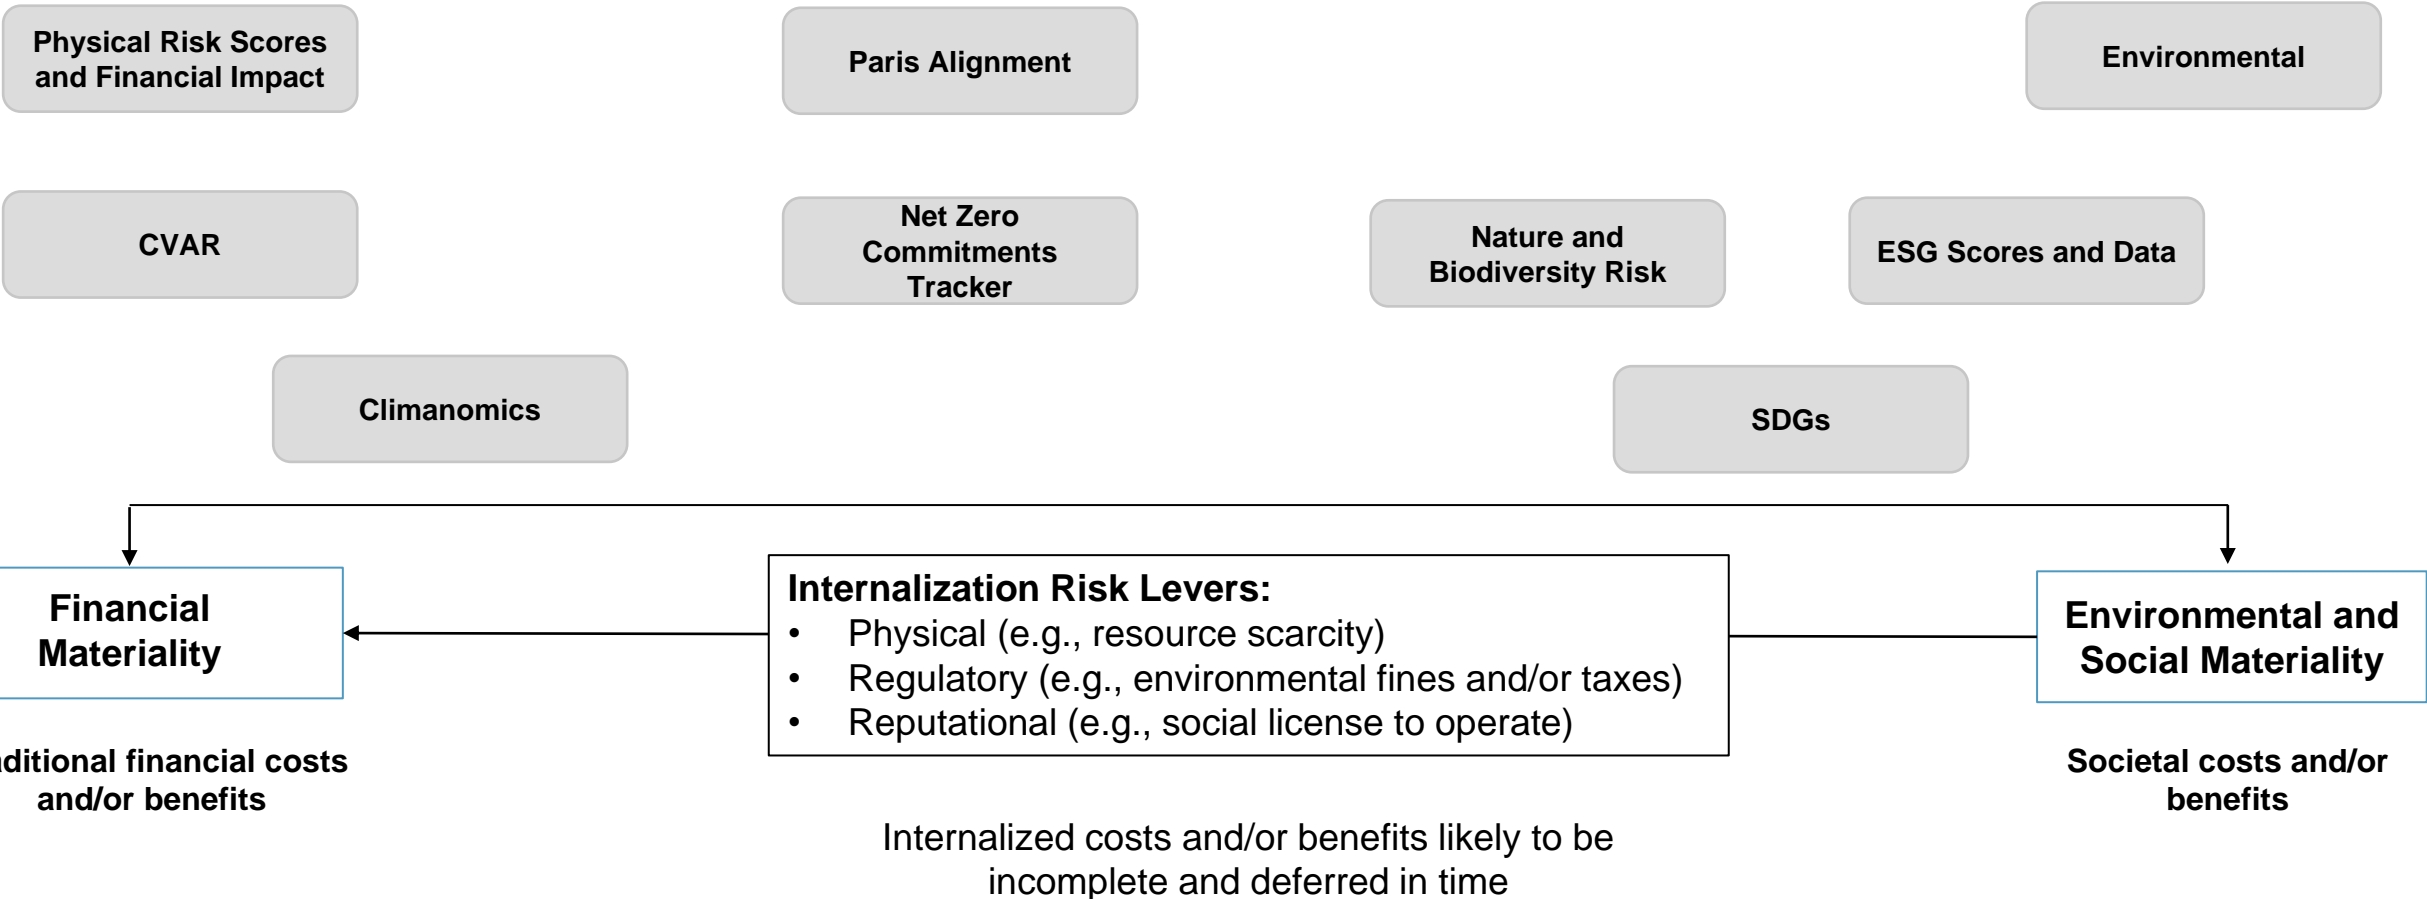 Physical Risk Scores
and Financial Impact
Paris Alignment
Environmental
CVAR
Net Zero
Commitments
Tracker
Nature and
Biodiversity Risk
ESG Scores and Data
Climanomics
SDGs
Financial
Materiality
Internalization Risk Levers:
• Physical (e.g., resource scarcity)
• Regulatory (e.g., environmental fines and/or taxes)
• Reputational (e.g., social license to operate)
Environmental and
Social Materiality
financial costs
and/or benefits
Societal costs and/or
benefits
Internalized costs and/or benefits likely to be
incomplete and deferred in time